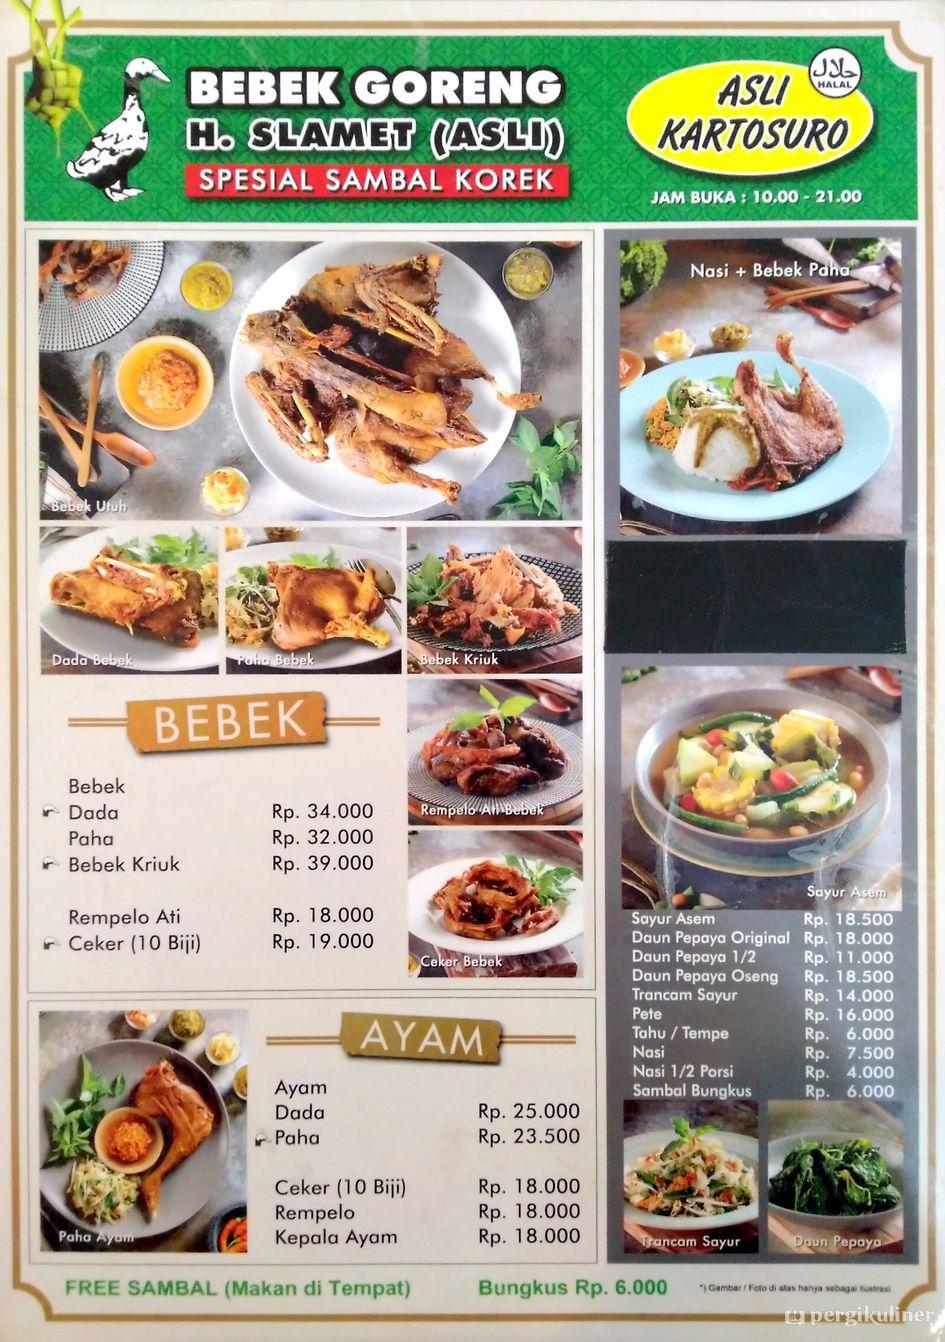 BEBEK GORENG
H. SLAMET (ASLI)
SPESIAL SAMBAL KOREK
ASLI
KARTOSURO
حلال
HALAL
JAM BUKA : 10.00 - 21.00
Bebek Utuh
Nasi + Bebek Paha
Dada Bebek
Paha Bebek
Bebek Kriuk
BEBEK
Bebek
Dada Rp. 34.000
Paha Rp. 32.000
Bebek Kriuk Rp. 39.000
Rempelo Ati Rp. 18.000
Ceker (10 Biji) Rp. 19.000
Rempelo Ati Bebek
Ceker Bebek
Sayur Asem
Sayur Asem Rp. 18.500
Daun Pepaya Original Rp. 18.000
Daun Pepaya 1/2 Rp. 11.000
Daun Pepaya Oseng Rp. 18.500
Trancam Sayur Rp. 14.000
Pete Rp. 16.000
Tahu / Tempe Rp. 6.000
Nasi Rp. 7.500
Nasi 1/2 Porsi Rp. 4.000
Sambal Bungkus Rp. 6.000
Trancam Sayur
Daun Pepaya
AYAM
Ayam
Dada Rp. 25.000
Paha Rp. 23.500
Ceker (10 Biji) Rp. 18.000
Rempelo Rp. 18.000
Kepala Ayam Rp. 18.000
Paha Ayam
FREE SAMBAL (Makan di Tempat) Bungkus Rp. 6.000
*) Gambar / Foto di atas hanya sebagai ilustrasi
pergikuliner